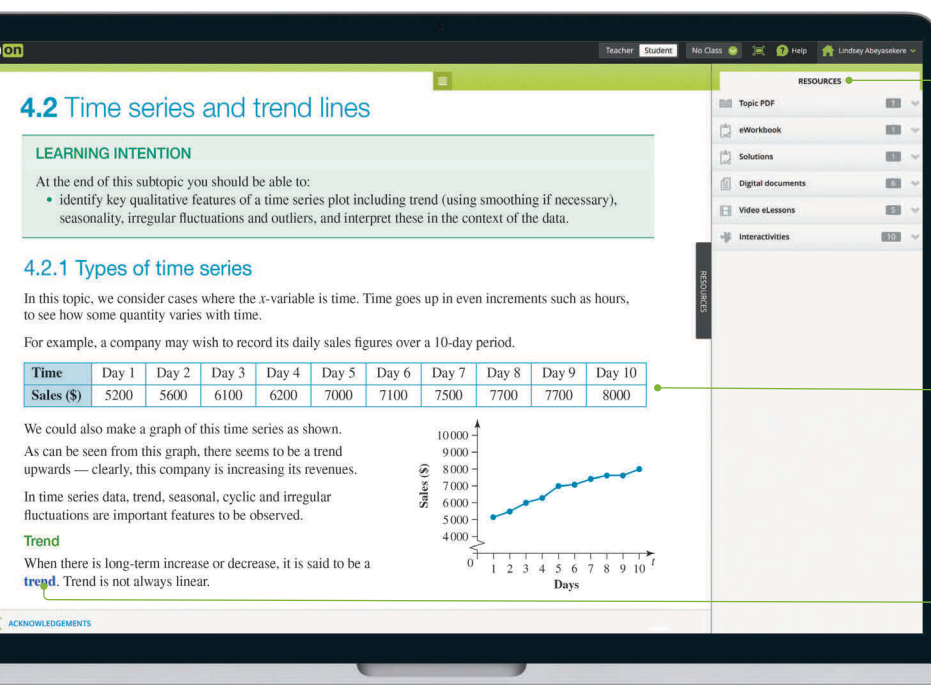 on
Teacher Student No Class Help Lindsey Abeyasekere
RESOURCES
Topic PDF 1
eWorkbook 1
Solutions 1
Digital documents 6
Video eLessons 5
Interactivities 10
RESOURCES
4.2 Time series and trend lines
LEARNING INTENTION
At the end of this subtopic you should be able to:
• identify key qualitative features of a time series plot including trend (using smoothing if necessary),
seasonality, irregular fluctuations and outliers, and interpret these in the context of the data.
4.2.1 Types of time series
In this topic, we consider cases where the x-variable is time. Time goes up in even increments such as hours,
to see how some quantity varies with time.
For example, a company may wish to record its daily sales figures over a 10-day period.
Time Day 1 Day 2 Day 3 Day 4 Day 5 Day 6 Day 7 Day 8 Day 9 Day 10
Sales ($) 5200 5600 6100 6200 7000 7100 7500 7700 7700 8000
We could also make a graph of this time series as shown.
As can be seen from this graph, there seems to be a trend
upwards — clearly, this company is increasing its revenues.
In time series data, trend, seasonal, cyclic and irregular
fluctuations are important features to be observed.
Trend
When there is long-term increase or decrease, it is said to be a
trend. Trend is not always linear.
Sales ($)
10 000
9 000
8 000
7 000
6 000
5 000
4 000
0 1 2 3 4 5 6 7 8 9 10 t
Days
ACKNOWLEDGEMENTS